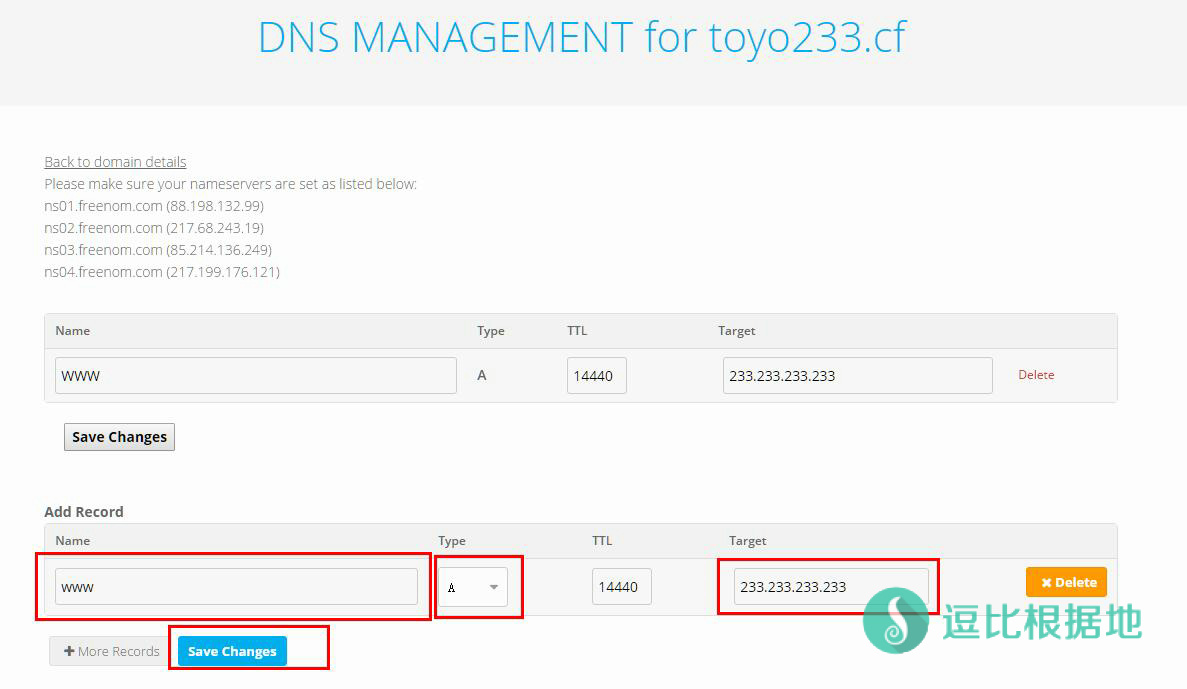 DNS MANAGEMENT for toyo233.cf
Back to domain details
Please make sure your nameservers are set as listed below:
ns01.freenom.com (88.198.132.99)
ns02.freenom.com (217.68.243.19)
ns03.freenom.com (85.214.136.249)
ns04.freenom.com (217.199.176.121)
Name Type TTL Target
WWW A 14440 233.233.233.233 Delete
Save Changes
Add Record
Name Type TTL Target
www A 14440 233.233.233.233 Delete
More Records Save Changes
逗比根据地